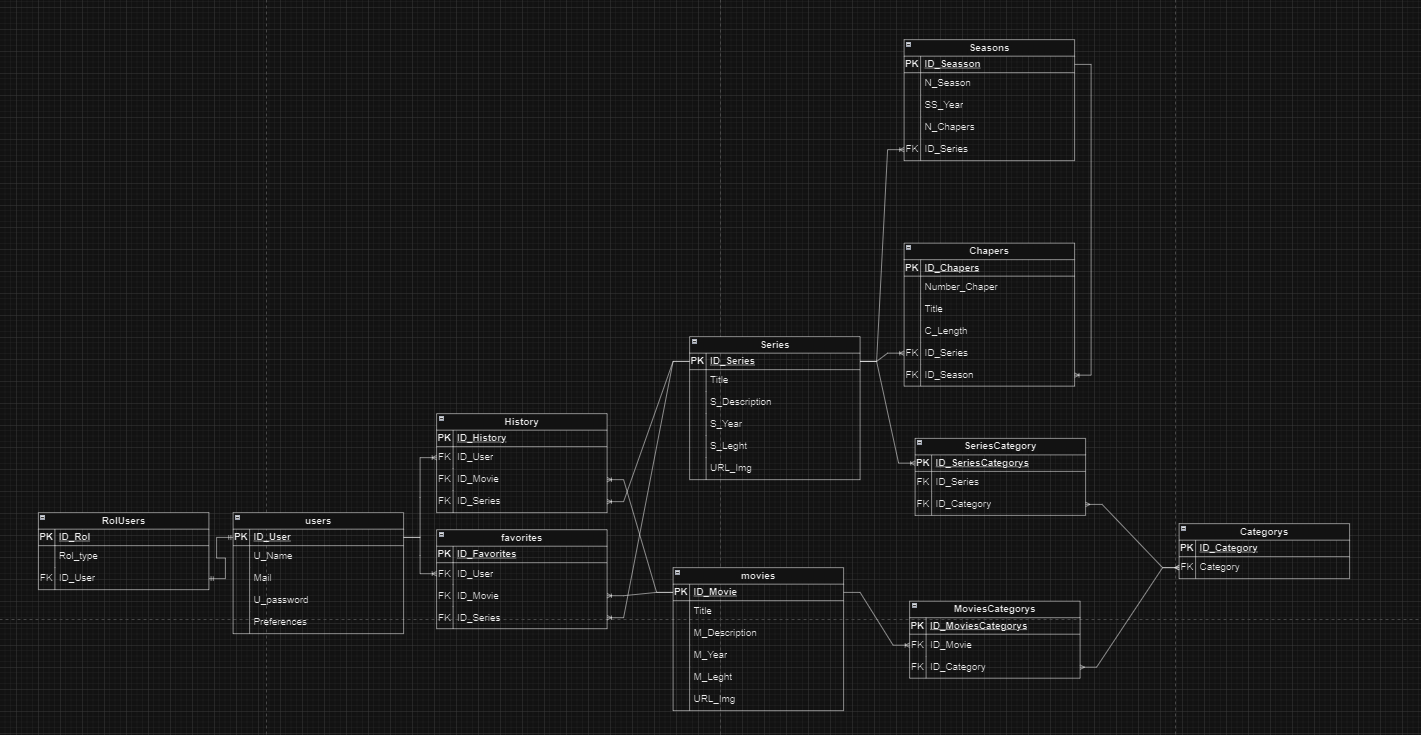 Seasons
PK ID_Seasson
N_Season
SS_Year
N_Chapers
FK ID_Series
Chapers
PK ID_Chapers
Number_Chaper
Title
C_Length
FK ID_Series
FK ID_Season
Series
PK ID_Series
Title
S_Description
S_Year
S_Leght
URL_Img
History
PK ID_History
FK ID_User
FK ID_Movie
FK ID_Series
SeriesCategory
PK ID_SeriesCategorys
FK ID_Series
FK ID_Category
RolUsers
PK ID_Rol
Rol_type
FK ID_User
users
PK ID_User
U_Name
Mail
U_password
Preferences
favorites
PK ID_Favorites
FK ID_User
FK ID_Movie
FK ID_Series
Categorys
PK ID_Category
FK Category
movies
PK ID_Movie
Title
M_Description
M_Year
M_Leght
URL_Img
MoviesCategorys
PK ID_MoviesCategorys
FK ID_Movie
FK ID_Category